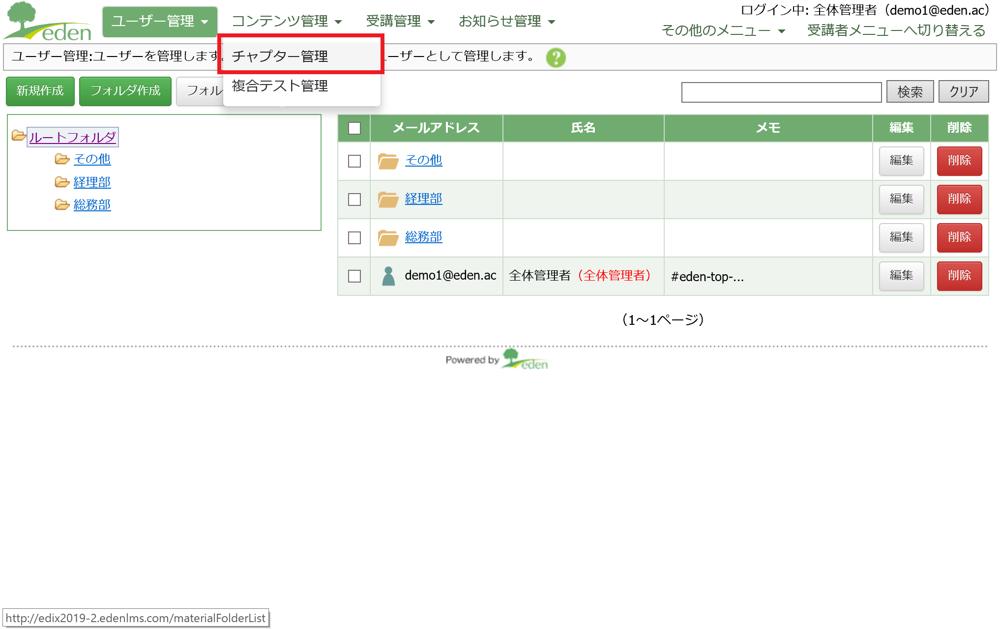 eden
ユーザー管理 コンテンツ管理 受講管理 お知らせ管理
ログイン中: 全体管理者（demo1@eden.ac）
その他のメニュー 受講者メニューへ切り替える
ユーザー管理:ユーザーを管理します。 ーザーとして管理します。 ?
チャプター管理
複合テスト管理
新規作成 フォルダ作成 フォル
検索 クリア
ルートフォルダ
その他
経理部
総務部
メールアドレス 氏名 メモ 編集 削除
その他 編集 削除
経理部 編集 削除
総務部 編集 削除
demo1@eden.ac 全体管理者（全体管理者） #eden-top-... 編集 削除
（1～1ページ）
Powered by eden
http://edix2019-2.edenlms.com/materialFolderList